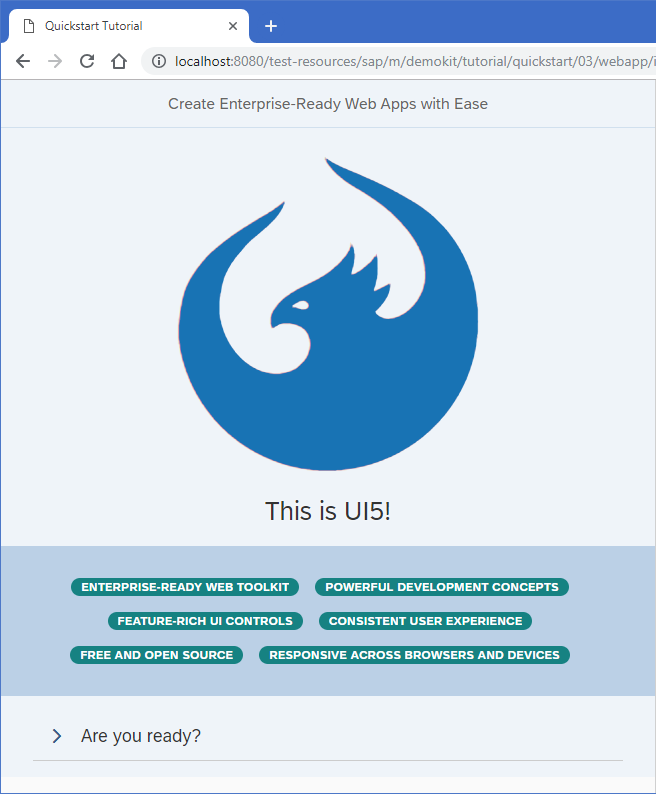 Quickstart Tutorial
localhost:8080/test-resources/sap/m/demokit/tutorial/quickstart/03/webapp/i
Create Enterprise-Ready Web Apps with Ease
This is UI5!
ENTERPRISE-READY WEB TOOLKIT POWERFUL DEVELOPMENT CONCEPTS
FEATURE-RICH UI CONTROLS CONSISTENT USER EXPERIENCE
FREE AND OPEN SOURCE RESPONSIVE ACROSS BROWSERS AND DEVICES
Are you ready?